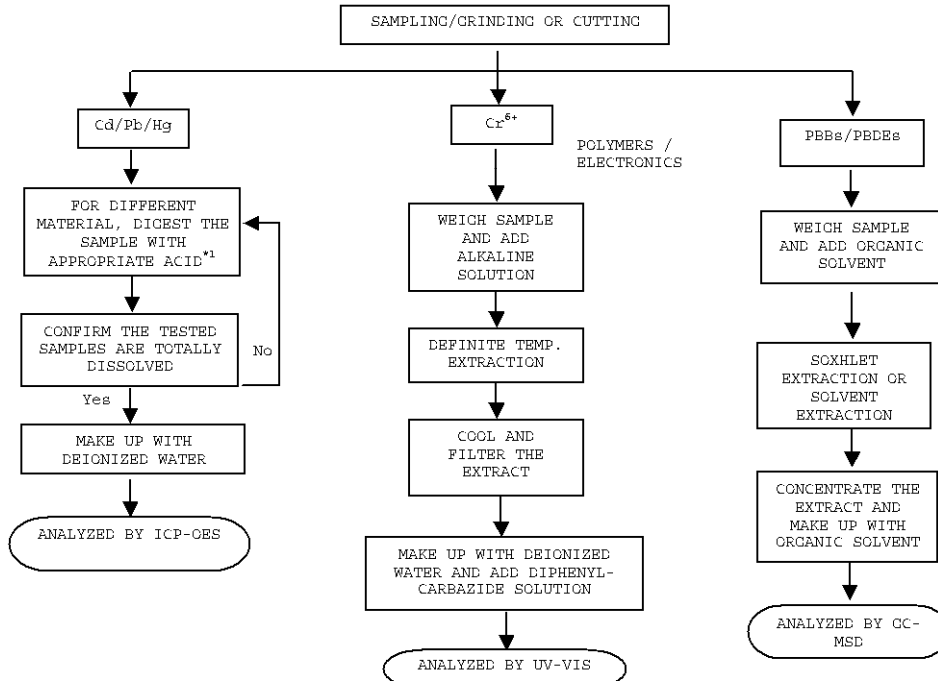 SAMPLING/GRINDING OR CUTTING
Cd/Pb/Hg
FOR DIFFERENT
MATERIAL, DIGEST THE
SAMPLE WITH
APPROPRIATE ACID*1
CONFIRM THE TESTED
SAMPLES ARE TOTALLY
DISSOLVED
No
Yes
MAKE UP WITH
DEIONIZED WATER
ANALYZED BY ICP-OES
Cr6+
POLYMERS /
ELECTRONICS
WEIGH SAMPLE
AND ADD
ALKALINE
SOLUTION
DEFINITE TEMP.
EXTRACTION
COOL AND
FILTER THE
EXTRACT
MAKE UP WITH DEIONIZED
WATER AND ADD DIPHENYL-
CARBAZIDE SOLUTION
ANALYZED BY UV-VIS
PBBs/PBDEs
WEIGH SAMPLE
AND ADD ORGANIC
SOLVENT
SOXHLET
EXTRACTION OR
SOLVENT
EXTRACTION
CONCENTRATE THE
EXTRACT AND
MAKE UP WITH
ORGANIC SOLVENT
ANALYZED BY GC-
MSD